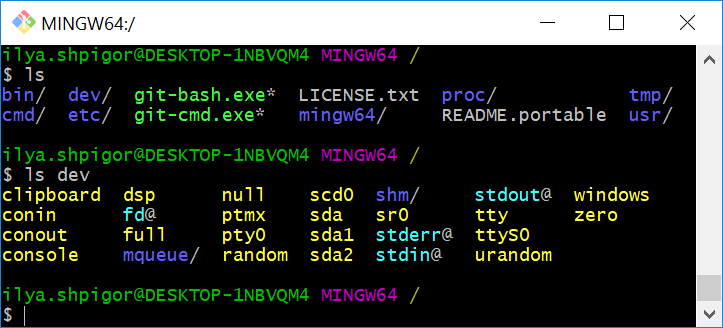 MINGW64:/
ilya.shpigor@DESKTOP-1NBVQM4 MINGW64 /
$ ls
bin/  dev/  git-bash.exe*  LICENSE.txt  proc/  tmp/
cmd/  etc/  git-cmd.exe*  mingw64/  README.portable  usr/
ilya.shpigor@DESKTOP-1NBVQM4 MINGW64 /
$ ls dev
clipboard  dsp  null  scd0  shm/  stdout@  windows
conin  fd@  ptmx  sda  sr0  tty  zero
conout  full  pty0  sda1  stderr@  ttyS0
console  mqueue/  random  sda2  stdin@  urandom
ilya.shpigor@DESKTOP-1NBVQM4 MINGW64 /
$